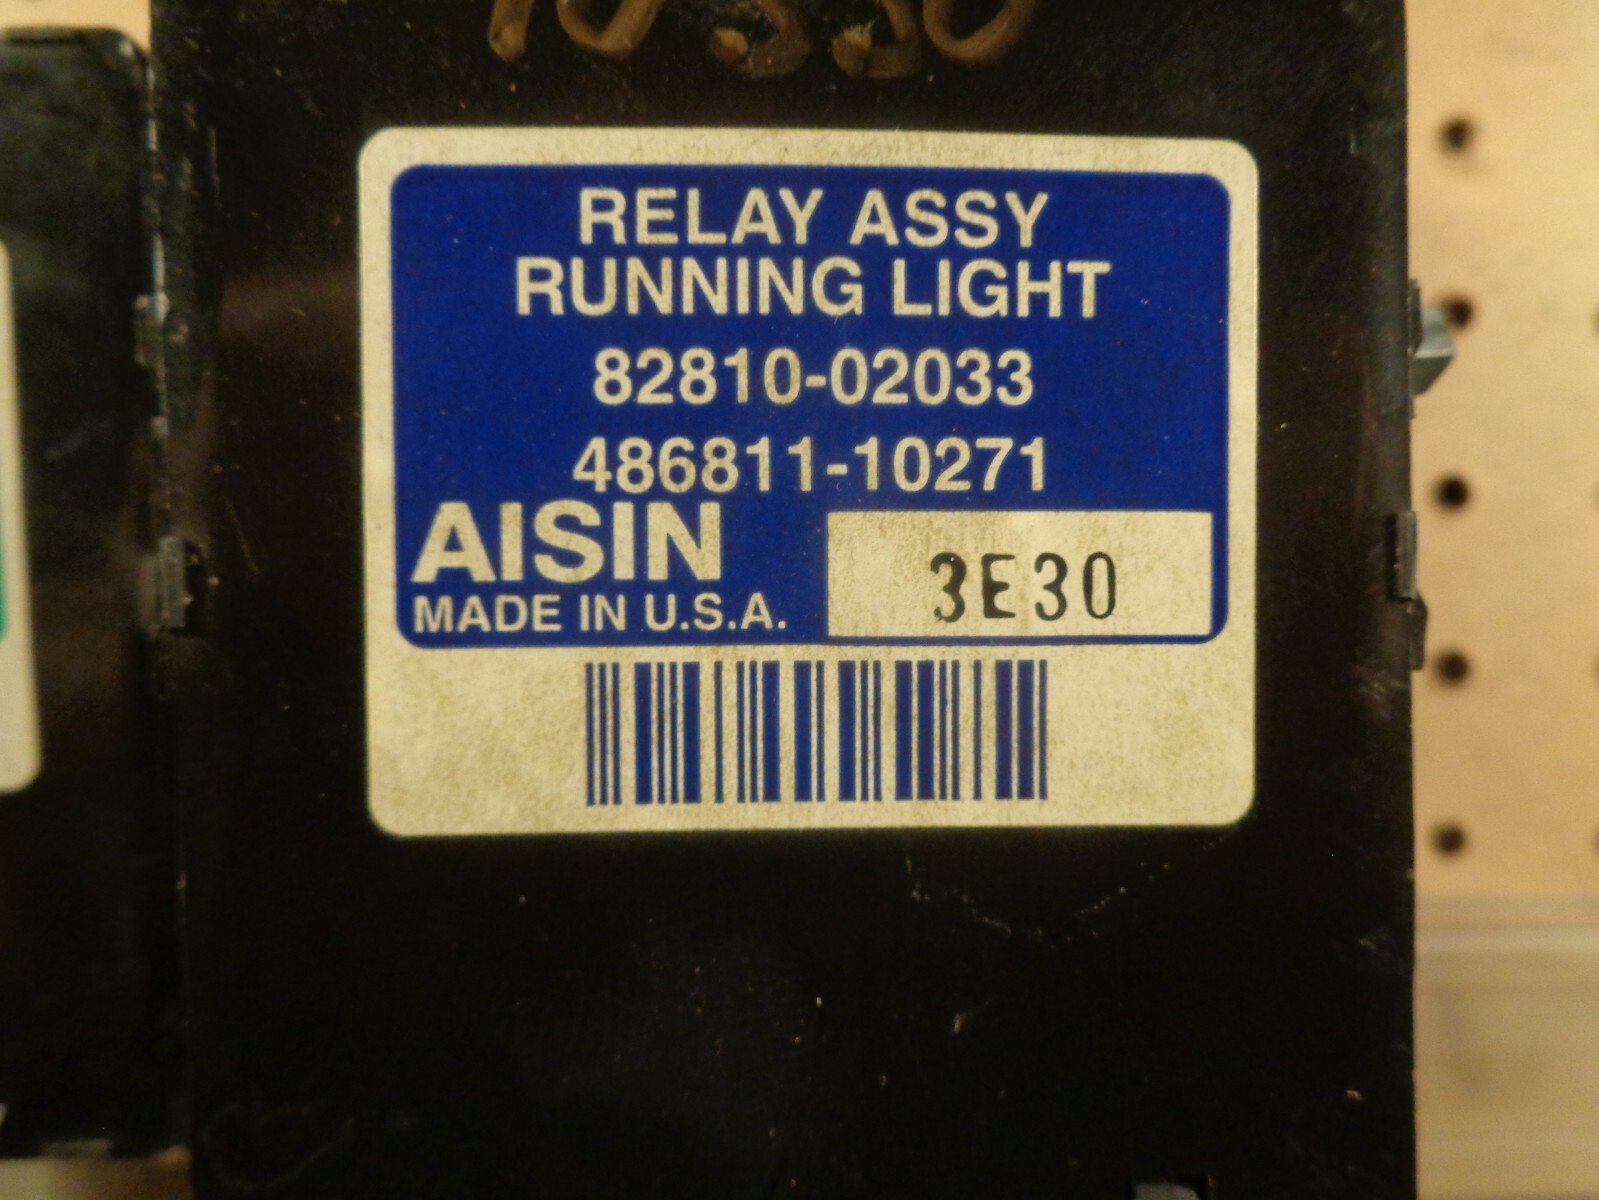 RELAY ASSY
RUNNING LIGHT
82810-02033
486811-10271
AISIN
MADE IN U.S.A.
3E30